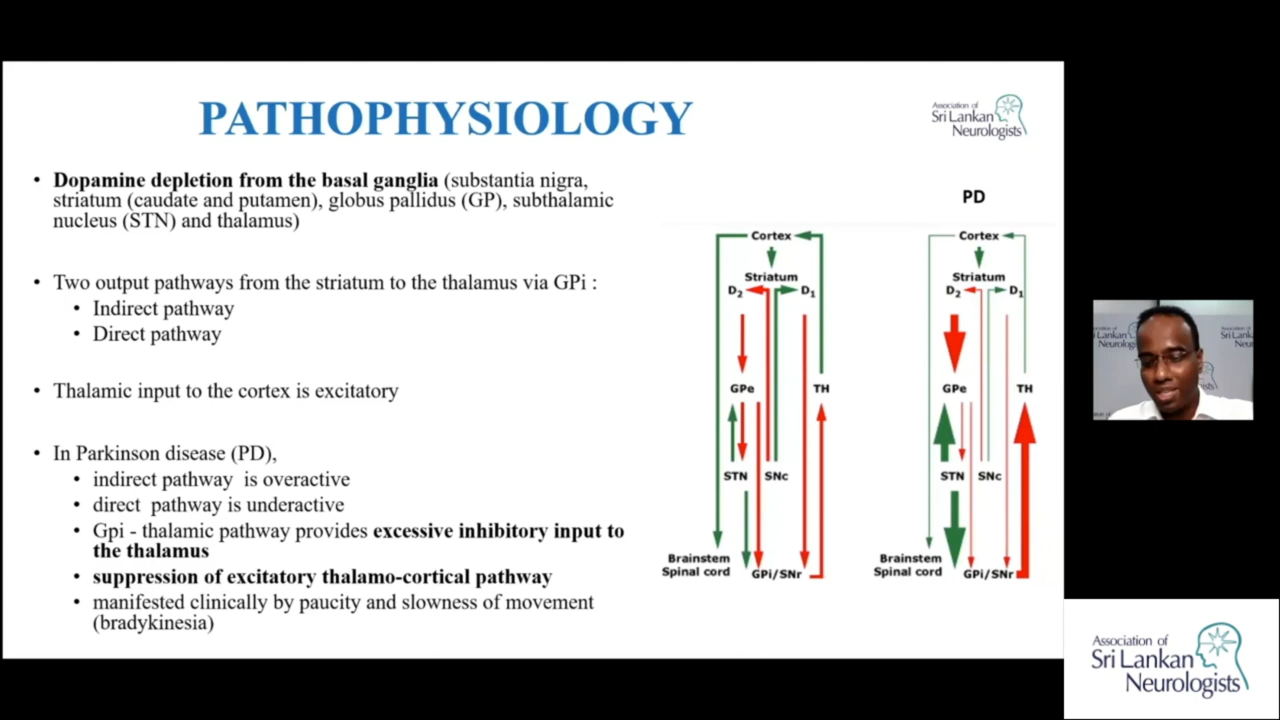 PATHOPHYSIOLOGY
Association of
Sri Lankan
Neurologists
• Dopamine depletion from the basal ganglia (substantia nigra,
striatum (caudate and putamen), globus pallidus (GP), subthalamic
nucleus (STN) and thalamus)
• Two output pathways from the striatum to the thalamus via GPi :
• Indirect pathway
• Direct pathway
• Thalamic input to the cortex is excitatory
• In Parkinson disease (PD),
• indirect pathway is overactive
• direct pathway is underactive
• Gpi - thalamic pathway provides excessive inhibitory input to
the thalamus
• suppression of excitatory thalamo-cortical pathway
• manifested clinically by paucity and slowness of movement
(bradykinesia)
Cortex
Striatum
D2 D1
GPe TH
STN SNc
Brainstem
Spinal cord GPi/SNr
PD
Cortex
Striatum
D2 D1
GPe TH
STN SNc
Brainstem
Spinal cord GPi/SNr
Association of
Sri Lankan
Neurologists